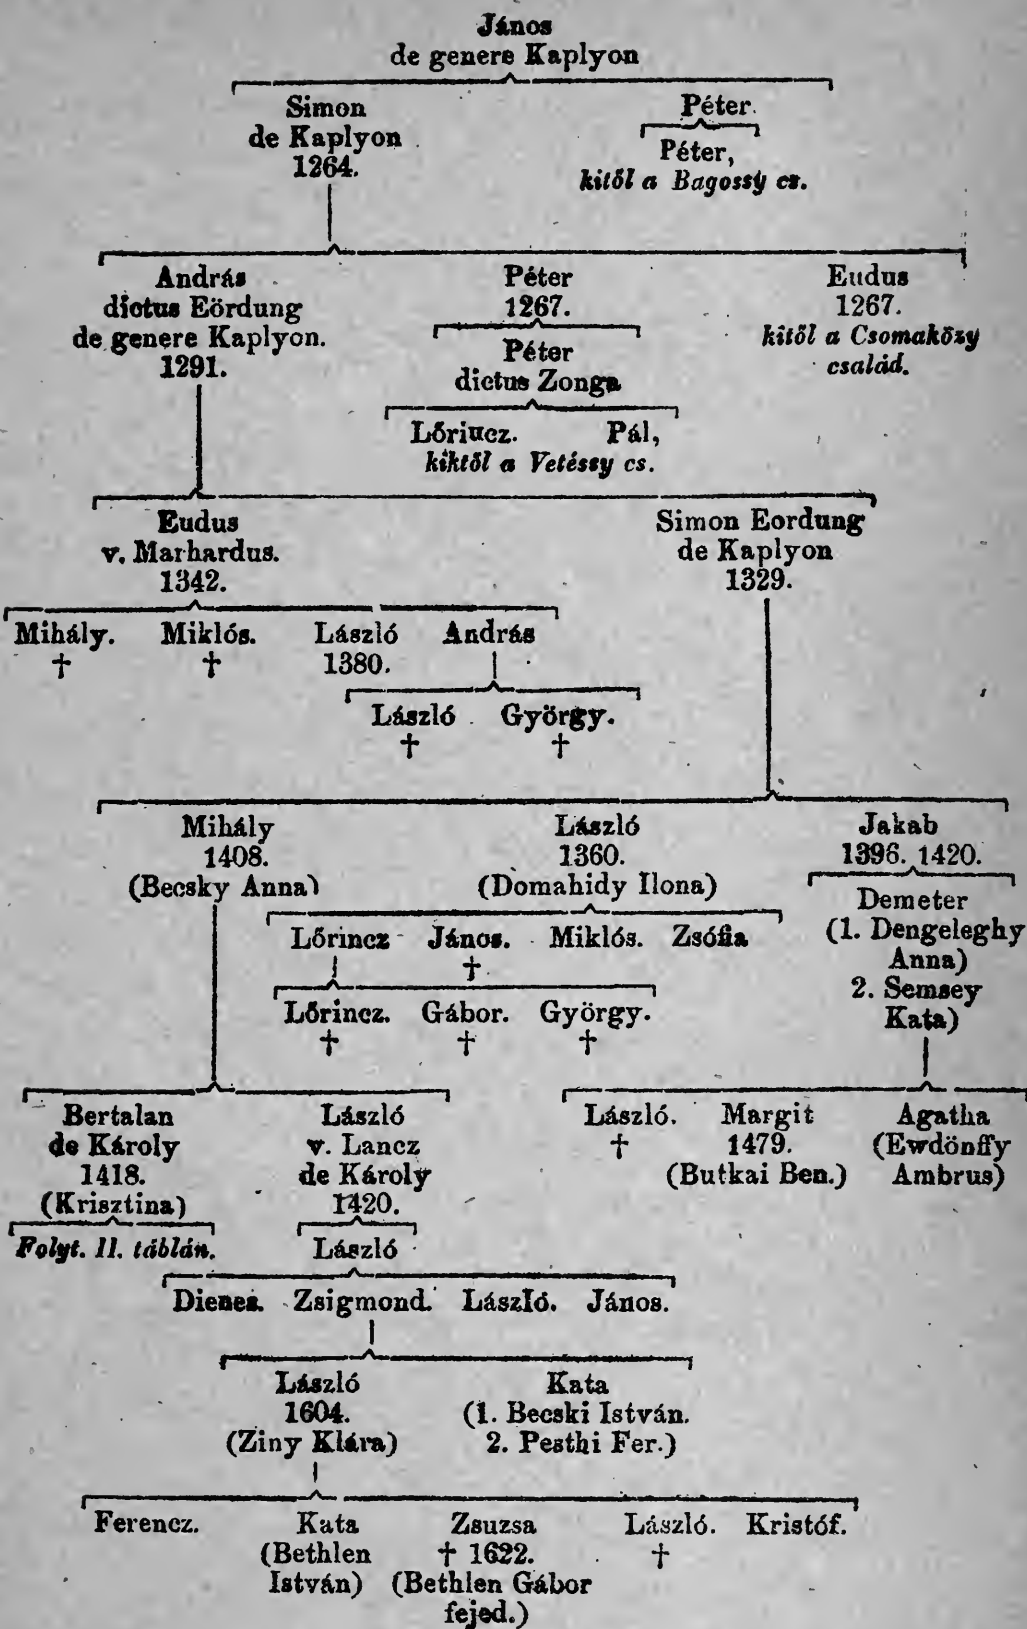 János
de genere Kaplyon
Simon
de Kaplyon
1264.
Péter.
Péter,
kitől a Bagossy cs.
András
dictus Eördung
de genere Kaplyon.
1291.
Péter
1267.
Péter
dictus Zonga
Lőrincz. Pál,
kiktől a Vetéssy cs.
Eudus
1267.
kitől a Csomaközy
család.
Eudus
v. Marhardus.
1342.
Simon Eordung
de Kaplyon
1329.
Mihály. Miklós. László András
† † 1380.
László György.
† †
Mihály
1408.
(Becsky Anna)
László
1360.
(Domahidy Ilona)
Jakab
1396. 1420.
Lőrincz János. Miklós. Zsófia
†
Lőrincz. Gábor. György.
† † †
Demeter
(1. Dengeleghy
Anna)
2. Semsey
Kata)
Bertalan
de Károly
1418.
(Krisztina)
Folyt. II. táblán.
László
v. Lancz
de Károly
1420.
László
László.
†
Margit
1479.
(Butkai Ben.)
Agatha
(Ewdönffy
Ambrus)
Dienes. Zsigmond. László. János.
László
1604.
(Ziny Klára)
Kata
(1. Becski István.
2. Pesthi Fer.)
Ferencz.
Kata
(Bethlen
István)
Zsuzsa
† 1622.
(Bethlen Gábor
fejed.)
László.
†
Kristóf.